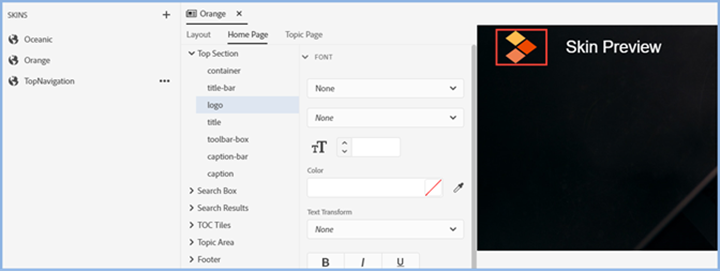 SKINS
Oceanic
Orange
TopNavigation
Orange
Layout
Home Page
Topic Page
Top Section
container
title-bar
logo
title
toolbar-box
caption-bar
caption
Search Box
Search Results
TOC Tiles
Topic Area
Footer
FONT
None
None
TT
Color
Text Transform
None
B I U
Skin Preview